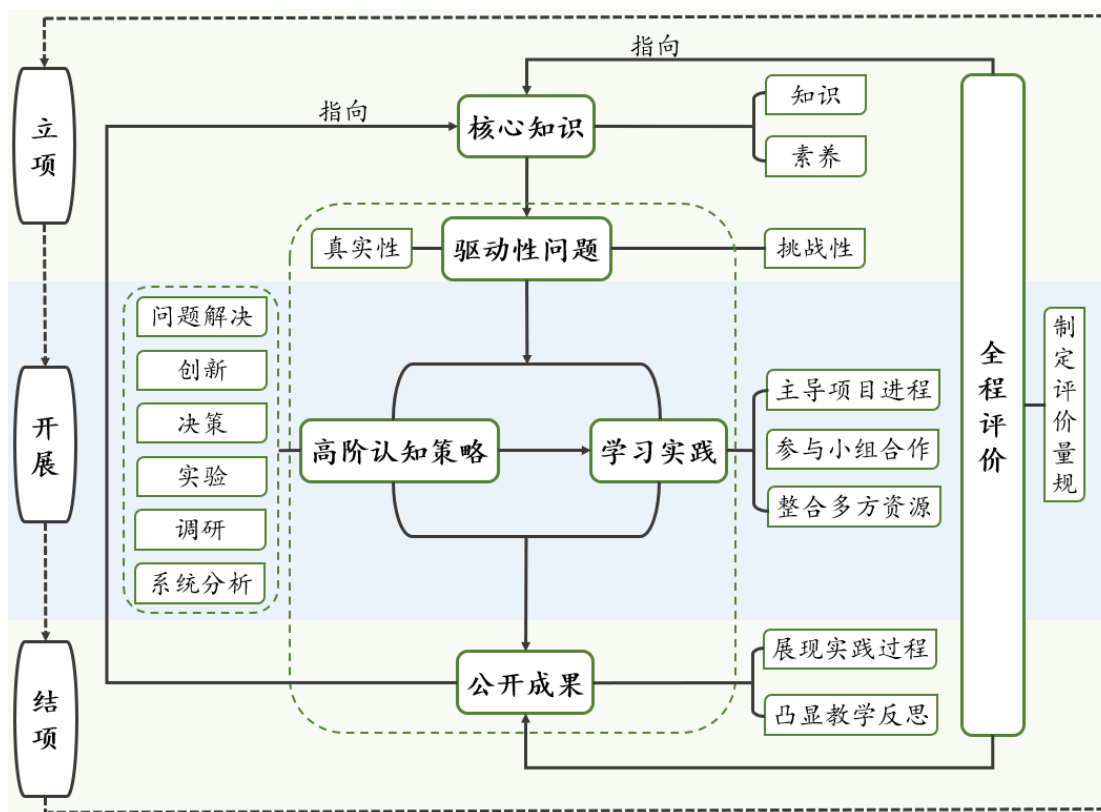 指向
指向
立项
核心知识
知识
素养
真实性
驱动性问题
挑战性
问题解决
创新
决策
实验
调研
系统分析
开展
高阶认知策略
学习实践
主导项目进程
参与小组合作
整合多方资源
全程评价
制定评价量规
结项
公开成果
展现实践过程
凸显教学反思